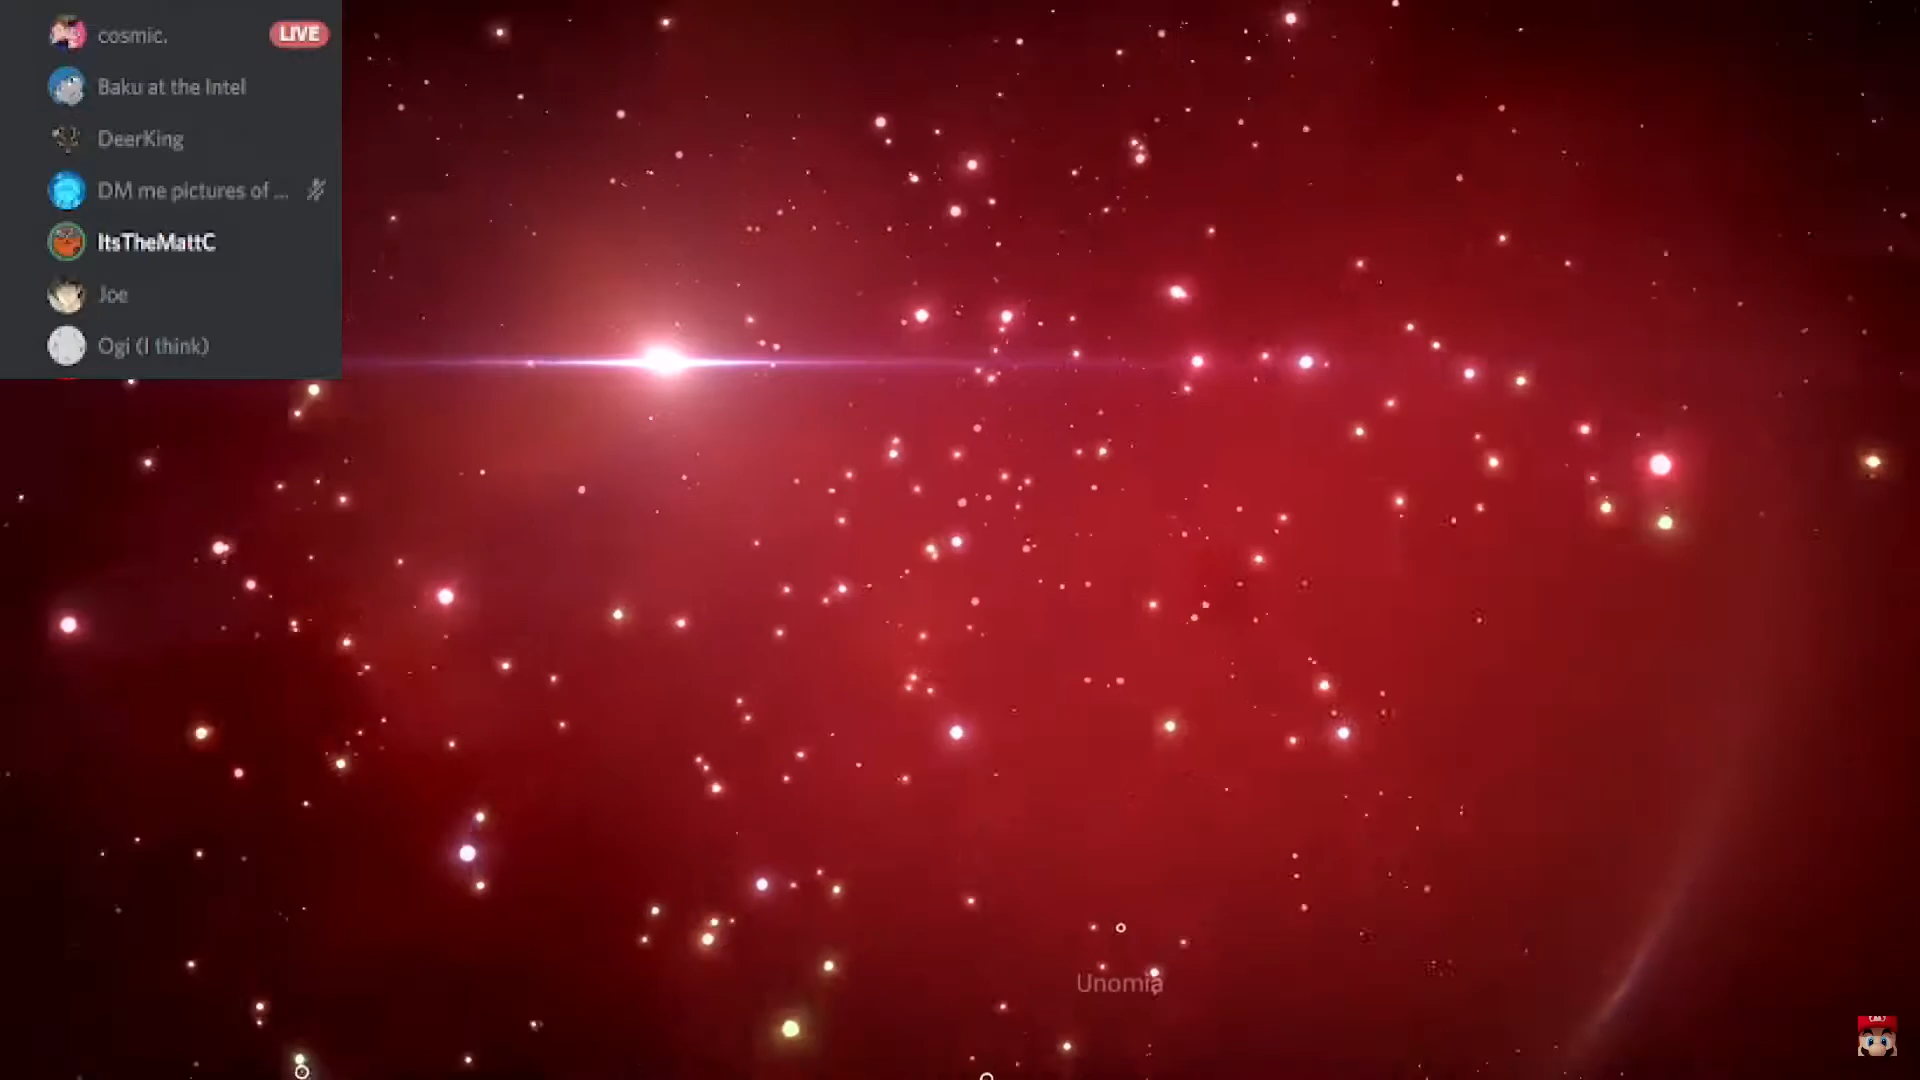 cosmic. LIVE
Baku at the Intel
DeerKing
DM me pictures of ...
ItsTheMattC
Joe
Ogi (I think)
Unomia